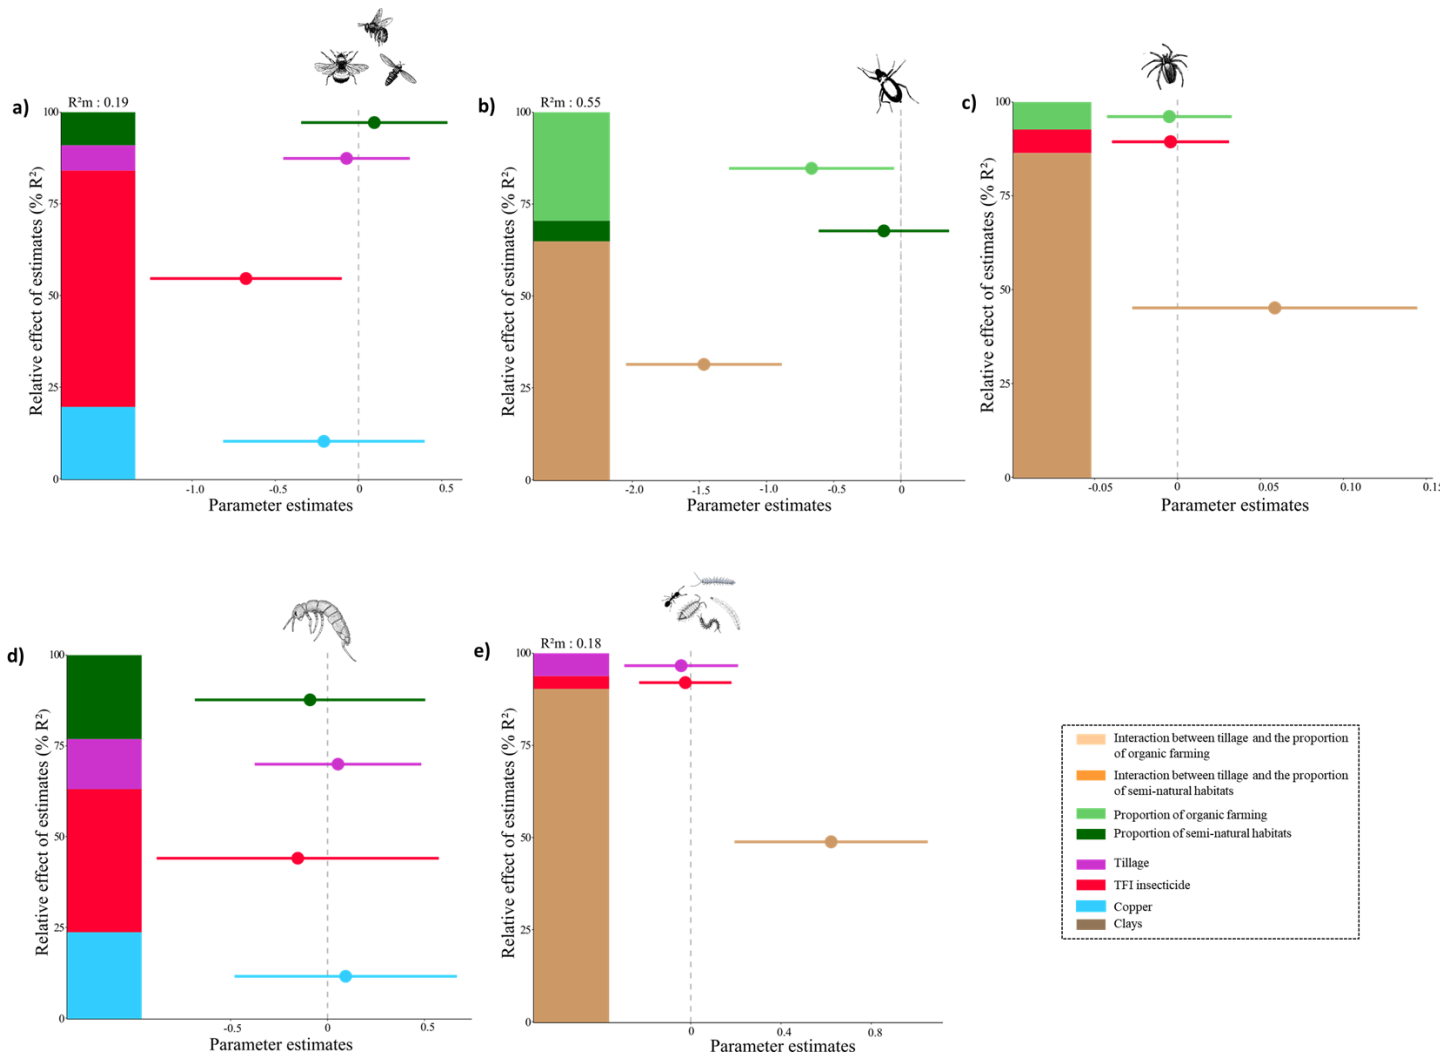 a)
R²m : 0.19
100
75
50
25
0
Relative effect of estimates (% R²)
-1.0
-0.5
0
0.5
Parameter estimates
b)
R²m : 0.55
100
75
50
25
0
Relative effect of estimates (% R²)
-2.0
-1.5
-1.0
-0.5
0
Parameter estimates
c)
100
75
50
25
0
Relative effect of estimates (% R²)
-0.05
0
0.05
0.10
0.15
Parameter estimates
d)
100
75
50
25
0
Relative effect of estimates (% R²)
-0.5
0
0.5
Parameter estimates
e)
R²m : 0.18
100
75
50
25
0
Relative effect of estimates (% R²)
0
0.4
0.8
Parameter estimates
Interaction between tillage and the proportion
of organic farming
Interaction between tillage and the proportion
of semi-natural habitats
Proportion of organic farming
Proportion of semi-natural habitats
Tillage
TFI insecticide
Copper
Clays